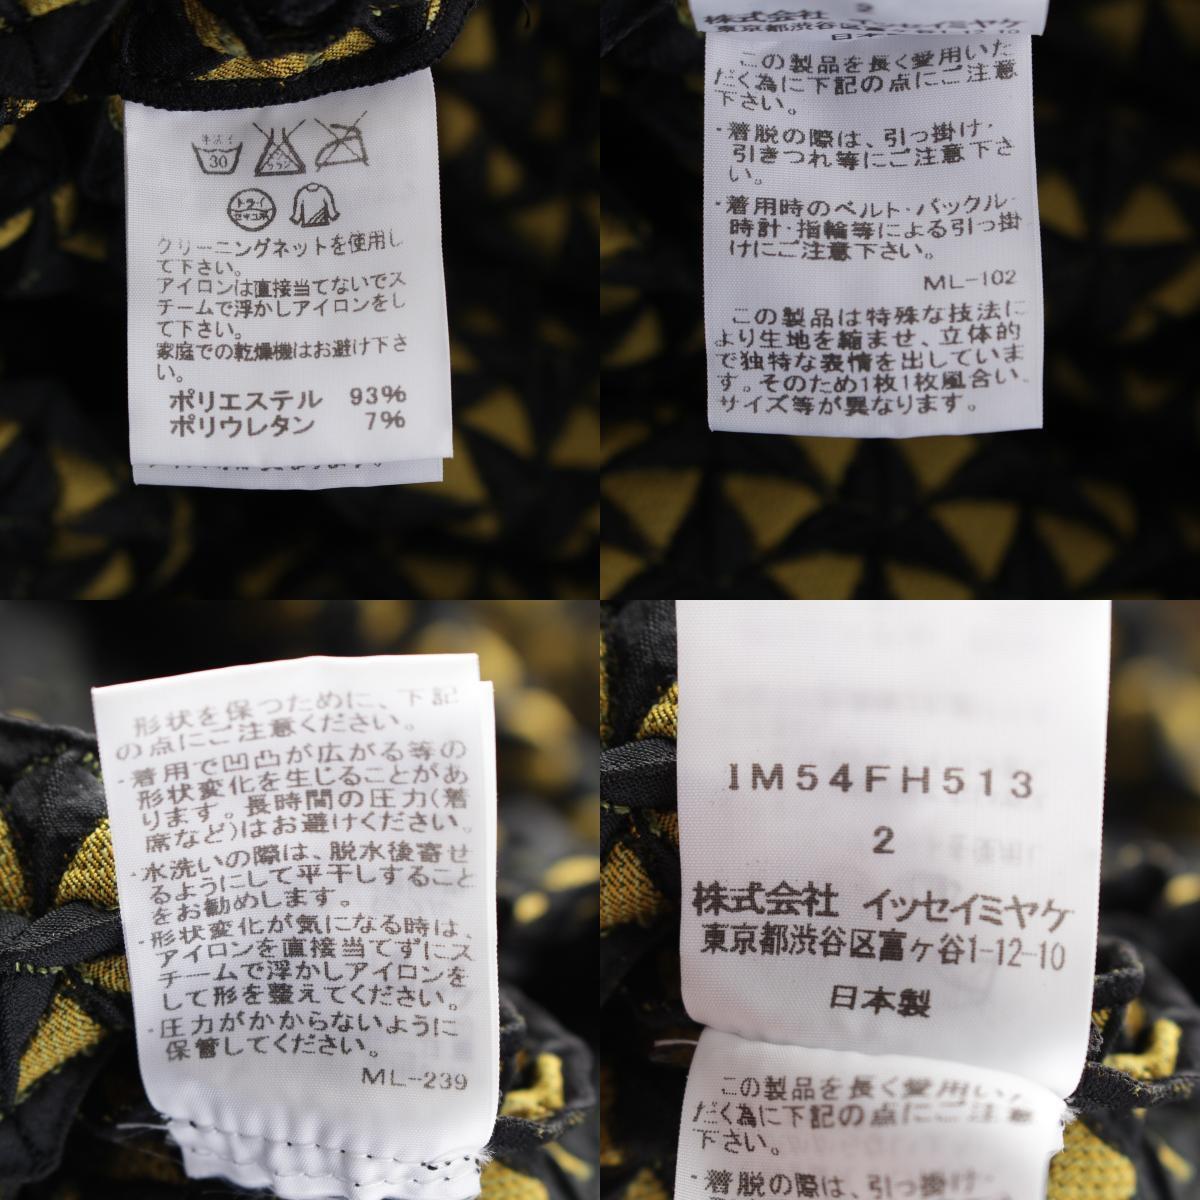 手洗イ
30
ドライ
セキユ系
クリーニングネットを使用し
て下さい。
アイロンは直接当てないでス
チームで浮かしアイロンをし
て下さい。
家庭での乾燥機はお避け下さ
い。
ポリエステル 93%
ポリウレタン 7%
2
株式会社 イッセイミヤケ
東京都渋谷区富ヶ谷1-12-10
日本製
この製品を長く愛用いた
だく為に下記の点にご注意
下さい。
・着脱の際は、引っ掛け・
引きつれ等にご注意下さ
い。
・着用時のベルト・バックル・
時計・指輪等による引っ掛
けにご注意下さい。
ML-102
この製品は特殊な技法に
より生地を縮ませ、立体的
で独特な表情を出していま
す。そのため1枚1枚風合い、
サイズ等が異なります。
形状を保つために、下記
の点にご注意ください。
・着用で凹凸が広がる等の
形状変化を生じることがあ
ります。長時間の圧力(着
席など)はお避けください。
・水洗いの際は、脱水後寄せ
るようにして平干しすること
をお勧めします。
・形状変化が気になる時は、
アイロンを直接当てずにス
チームで浮かしアイロンを
して形を整えてください。
・圧力がかからないように
保管してください。
ML-239
IM54FH513
2
株式会社 イッセイミヤケ
東京都渋谷区富ヶ谷1-12-10
日本製
この製品を長く愛用い
だく為に下記の点にご注意
下さい。
・着脱の際は、引っ掛け・